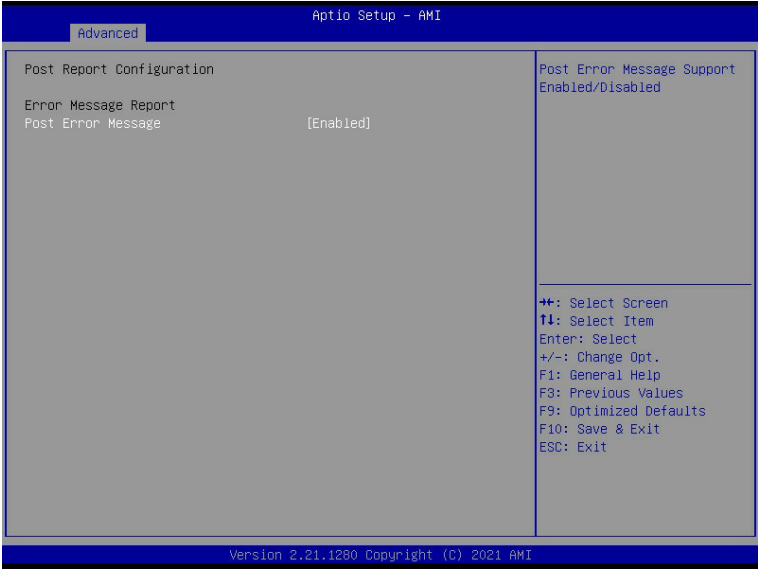 Aptio Setup – AMI
Advanced
Post Report Configuration
Error Message Report
Post Error Message [Enabled]
Post Error Message Support
Enabled/Disabled
→←: Select Screen
↑↓: Select Item
Enter: Select
+/-: Change Opt.
F1: General Help
F3: Previous Values
F9: Optimized Defaults
F10: Save & Exit
ESC: Exit
Version 2.21.1280 Copyright (C) 2021 AMI